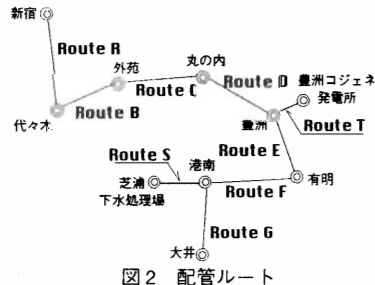 新宿
Route R
外苑
丸の内
Route C
Route D
豊洲コジェネ
発電所
代々木
Route B
豊洲
Route T
Route E
Route S
港南
芝浦
下水処理場
Route F
有明
Route G
大井
図2 配管ルート